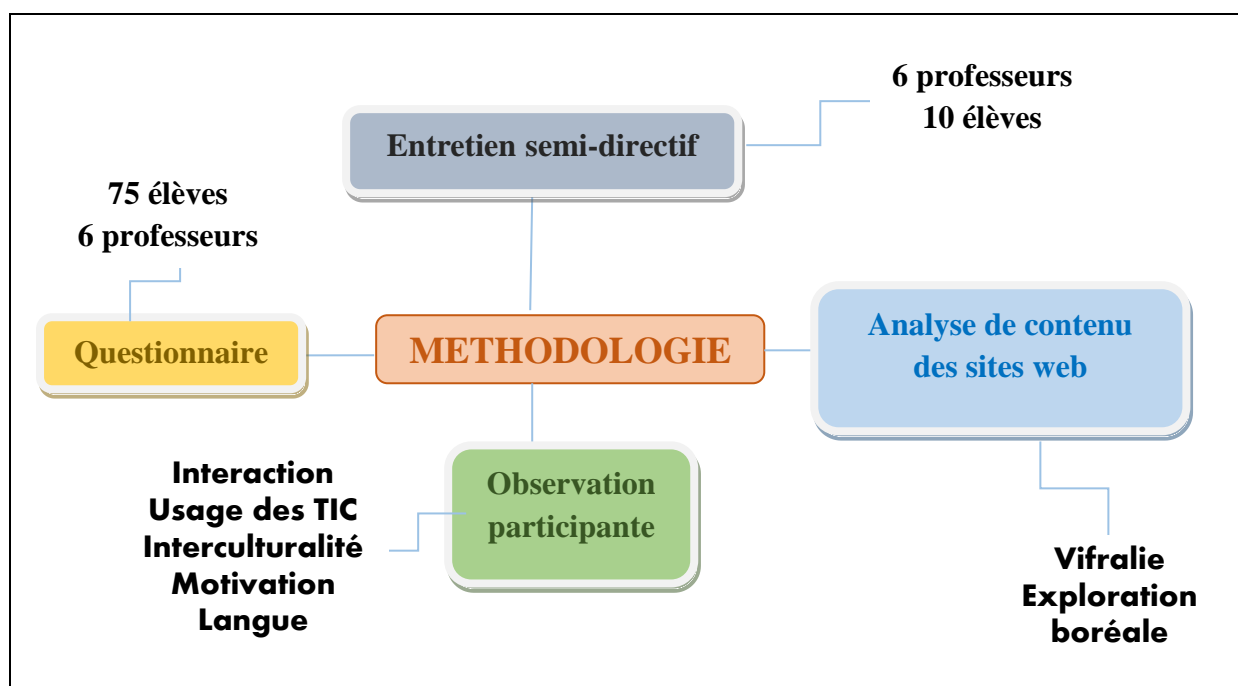 6 professeurs
10 élèves
Entretien semi-directif
75 élèves
6 professeurs
Questionnaire
METHODOLOGIE
Analyse de contenu
des sites web
Interaction
Usage des TIC
Interculturalité
Motivation
Langue
Observation
participante
Vifralie
Exploration
boréale